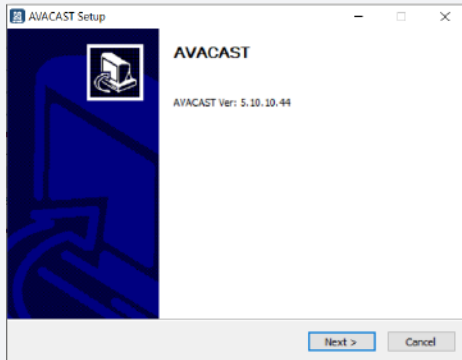 AVACAST Setup
AVACAST
AVACAST Ver: 5.10.10.44
Next >
Cancel